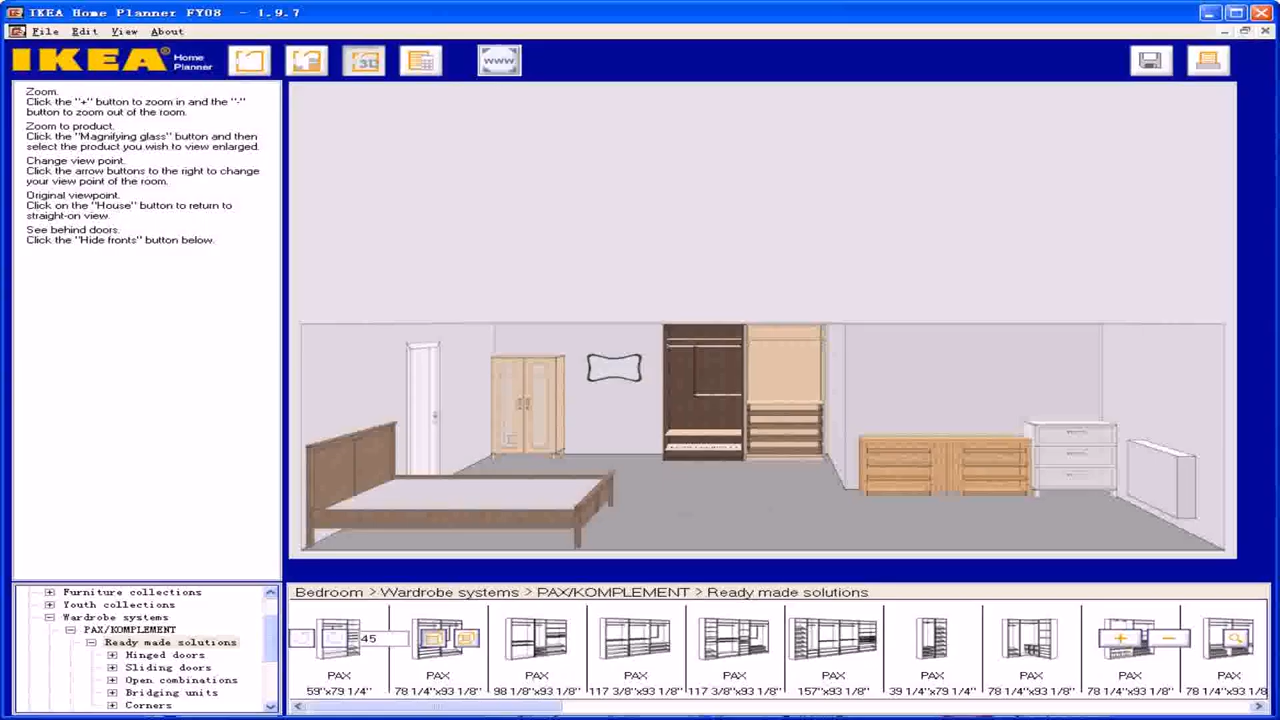 IKEA Home Planner FY08 - 1.9.7
File Edit View About
IKEA® Home Planner
3D
WWW
Zoom.
Click the "+" button to zoom in and the "-"
button to zoom out of the room.
Zoom to product.
Click the "Magnifying glass" button and then
select the product you wish to view enlarged.
Change view point.
Click the arrow buttons to the right to change
your view point of the room.
Original viewpoint.
Click on the "House" button to return to
straight-on view.
See behind doors.
Click the "Hide fronts" button below.
Furniture collections
Youth collections
Wardrobe systems
PAX/KOMPLEMENT
Ready made solutions
Hinged doors
Sliding doors
Open combinations
Bridging units
Corners
Bedroom > Wardrobe systems > PAX/KOMPLEMENT > Ready made solutions
45
PAX PAX PAX PAX PAX PAX PAX PAX PAX PAX
59"x79 1/4" 78 1/4"x93 1/8" 98 1/8"x93 1/8" 117 3/8"x93 1/8" 117 3/8"x93 1/8" 157"x93 1/8" 39 1/4"x79 1/4" 78 1/4"x93 1/8" 78 1/4"x93 1/8" 78 1/4"x93 1/8